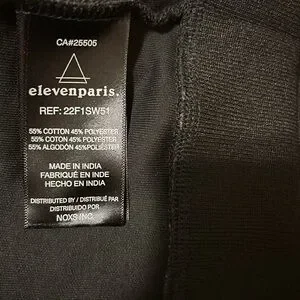 CA#25505
elevenparis.
REF: 22F1SW51
55% COTTON 45% POLYESTER
55% COTON 45% POLYESTER
55% ALGODÓN 45% POLIÉSTER
MADE IN INDIA
FABRIQUÉ EN INDE
HECHO EN INDIA
DISTRIBUTED BY / DISTRIBUÉ PAR
DISTRIBUIDO POR
NOXS INC.